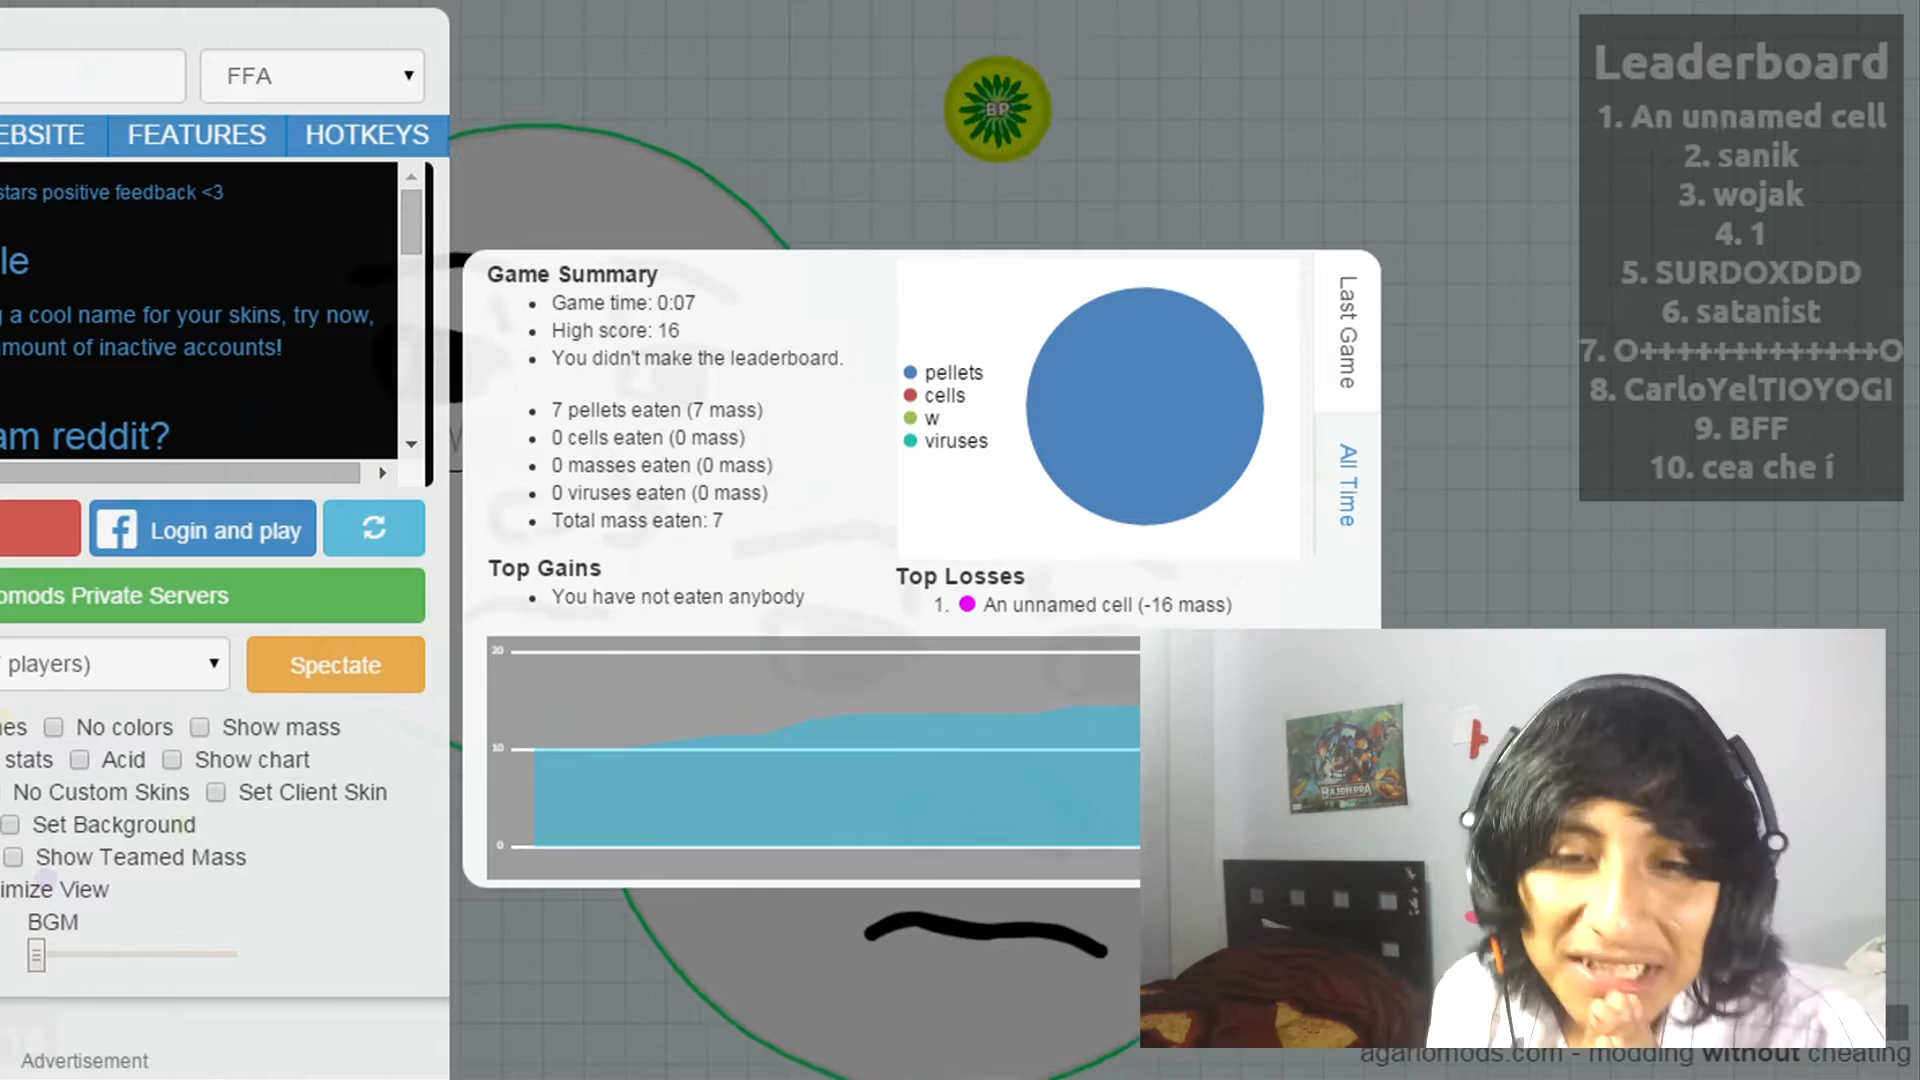 FFA
EBSITE
FEATURES
HOTKEYS
stars positive feedback <3
le
g a cool name for your skins, try now,
amount of inactive accounts!
am reddit?
Login and play
omods Private Servers
players)
Spectate
nes
No colors
Show mass
stats
Acid
Show chart
No Custom Skins
Set Client Skin
Set Background
Show Teamed Mass
imize View
BGM
Advertisement
BP
Game Summary
Game time: 0:07
High score: 16
You didn't make the leaderboard.
7 pellets eaten (7 mass)
0 cells eaten (0 mass)
0 masses eaten (0 mass)
0 viruses eaten (0 mass)
Total mass eaten: 7
pellets
cells
w
viruses
Last Game
All Time
Top Gains
You have not eaten anybody
Top Losses
1. An unnamed cell (-16 mass)
20
10
0
Leaderboard
1. An unnamed cell
2. sanik
3. wojak
4. 1
5. SURDOXDDD
6. satanist
7. O+++++++++++++O
8. CarloYelTIOYOGI
9. BFF
10. cea che í
BAJOTERRA
agariomods.com - modding without cheating